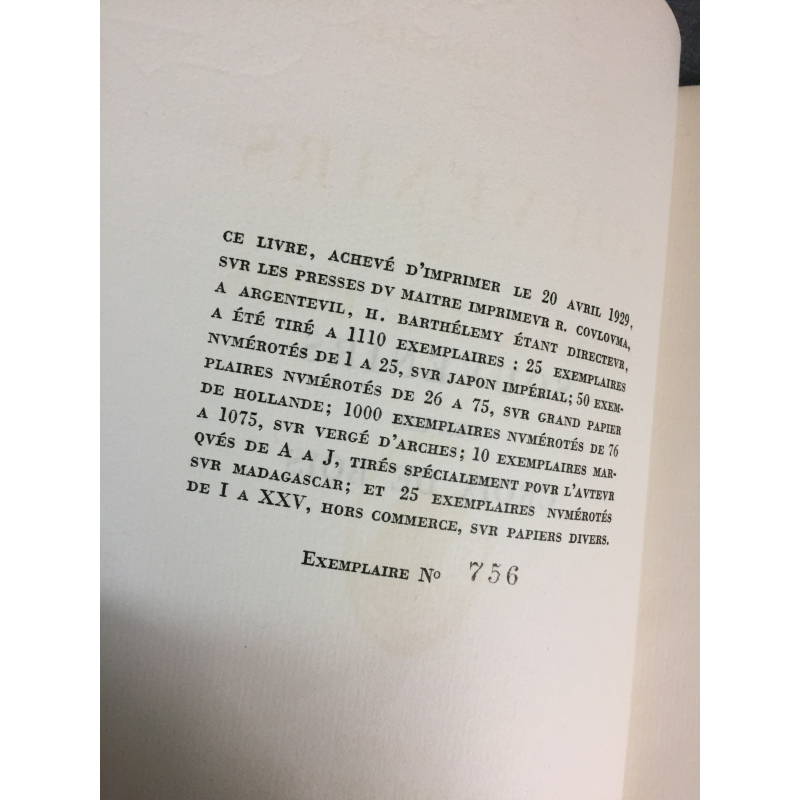 CE LIVRE, ACHEVÉ D'IMPRIMER LE 20 AVRIL 1929,
SVR LES PRESSES DV MAITRE IMPRIMEVR R. COVLOVMA,
A ARGENTEVIL, H. BARTHÉLEMY ÉTANT DIRECTEVR,
A ÉTÉ TIRÉ A 1110 EXEMPLAIRES : 25 EXEMPLAIRES
NVMÉROTÉS DE 1 A 25, SVR JAPON IMPÉRIAL; 50 EXEM-
PLAIRES NVMÉROTÉS DE 26 A 75, SVR GRAND PAPIER
DE HOLLANDE; 1000 EXEMPLAIRES NVMÉROTÉS DE 76
A 1075, SVR VERGÉ D'ARCHES; 10 EXEMPLAIRES MAR-
QVÉS DE A A J, TIRÉS SPÉCIALEMENT POVR L'AVTEVR
SVR MADAGASCAR; ET 25 EXEMPLAIRES NVMÉROTÉS
DE I A XXV, HORS COMMERCE, SVR PAPIERS DIVERS.
EXEMPLAIRE No 756